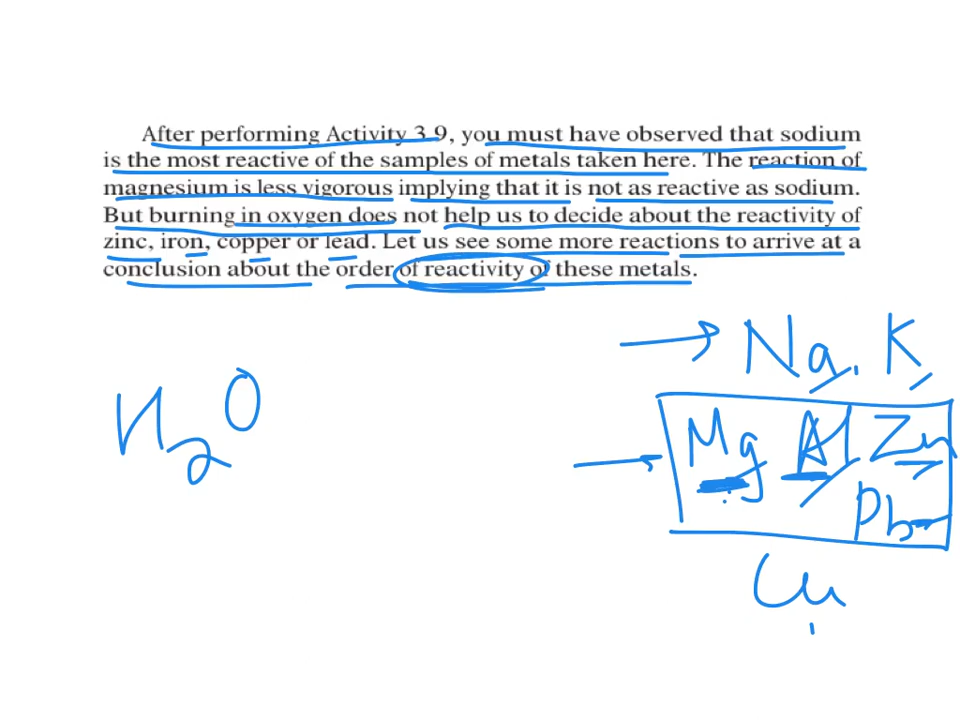 After performing Activity 3.9, you must have observed that sodium
is the most reactive of the samples of metals taken here. The reaction of
magnesium is less vigorous implying that it is not as reactive as sodium.
But burning in oxygen does not help us to decide about the reactivity of
zinc, iron, copper or lead. Let us see some more reactions to arrive at a
conclusion about the order of reactivity of these metals.
Na, K
H2O
Mg Al Zn
Pb
Cu